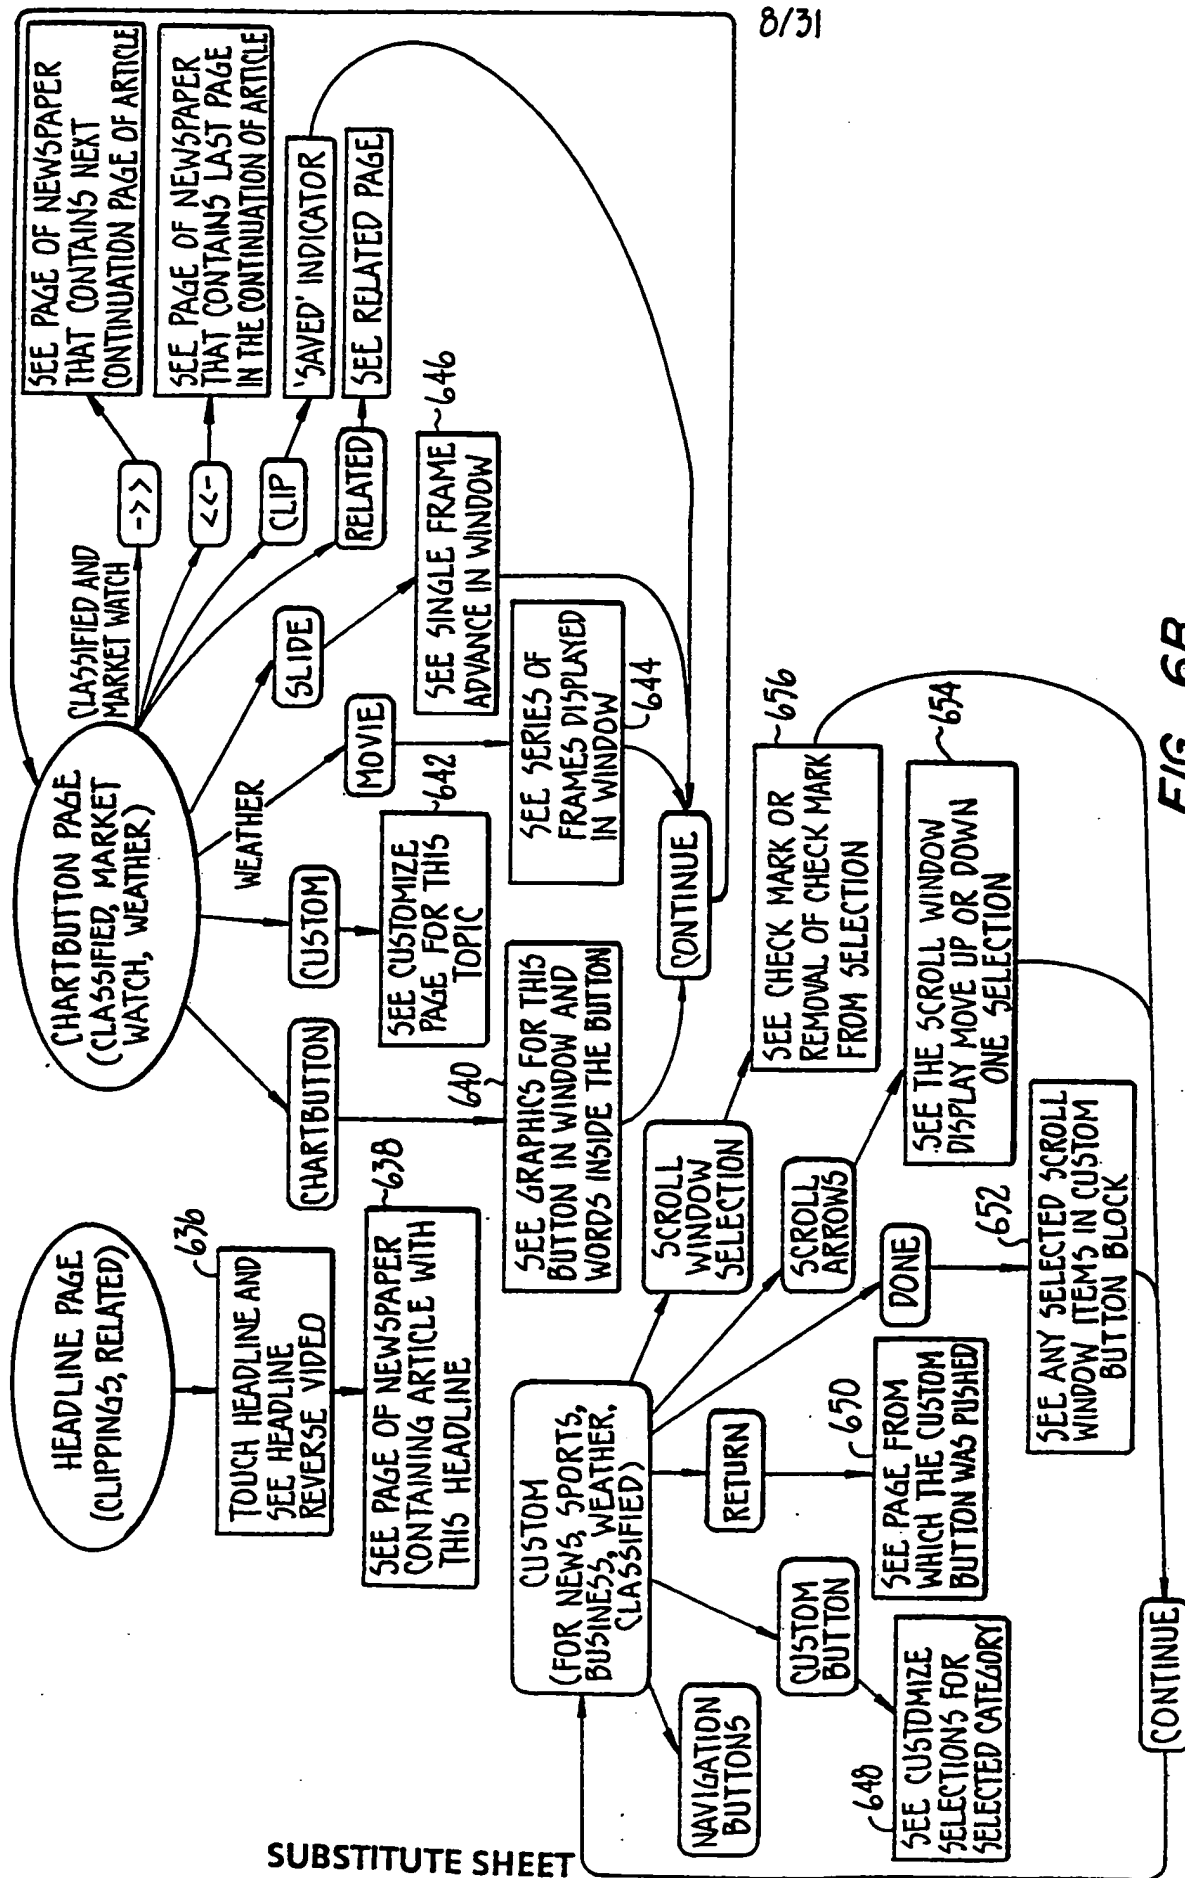 8/31
HEADLINE PAGE
(CLIPPINGS, RELATED)
636
TOUCH HEADLINE AND
SEE HEADLINE
REVERSE VIDEO
638
SEE PAGE OF NEWSPAPER
CONTAINING ARTICLE WITH
THIS HEADLINE
CHARTBUTTON PAGE
(CLASSIFIED, MARKET
WATCH, WEATHER)
CHARTBUTTON
640
SEE GRAPHICS FOR THIS
BUTTON IN WINDOW AND
WORDS INSIDE THE BUTTON
CUSTOM
642
SEE CUSTOMIZE
PAGE FOR THIS
TOPIC
WEATHER
MOVIE
SEE SERIES OF
FRAMES DISPLAYED
IN WINDOW
644
SLIDE
SEE SINGLE FRAME
ADVANCE IN WINDOW
646
CLASSIFIED AND
MARKET WATCH
->>
SEE PAGE OF NEWSPAPER
THAT CONTAINS NEXT
CONTINUATION PAGE OF ARTICLE
<<-
SEE PAGE OF NEWSPAPER
THAT CONTAINS LAST PAGE
IN THE CONTINUATION OF ARTICLE
CLIP
'SAVED' INDICATOR
RELATED
SEE RELATED PAGE
CONTINUE
CUSTOM
(FOR NEWS, SPORTS,
BUSINESS, WEATHER,
CLASSIFIED)
NAVIGATION
BUTTONS
CUSTOM
BUTTON
648
SEE CUSTOMIZE
SELECTIONS FOR
SELECTED CATEGORY
RETURN
650
SEE PAGE FROM
WHICH THE CUSTOM
BUTTON WAS PUSHED
DONE
652
SEE ANY SELECTED SCROLL
WINDOW ITEMS IN CUSTOM
BUTTON BLOCK
SCROLL
ARROWS
654
SEE THE SCROLL WINDOW
DISPLAY MOVE UP OR DOWN
ONE SELECTION
SCROLL
WINDOW
SELECTION
656
SEE CHECK MARK OR
REMOVAL OF CHECK MARK
FROM SELECTION
CONTINUE
FIG. 6B
SUBSTITUTE SHEET